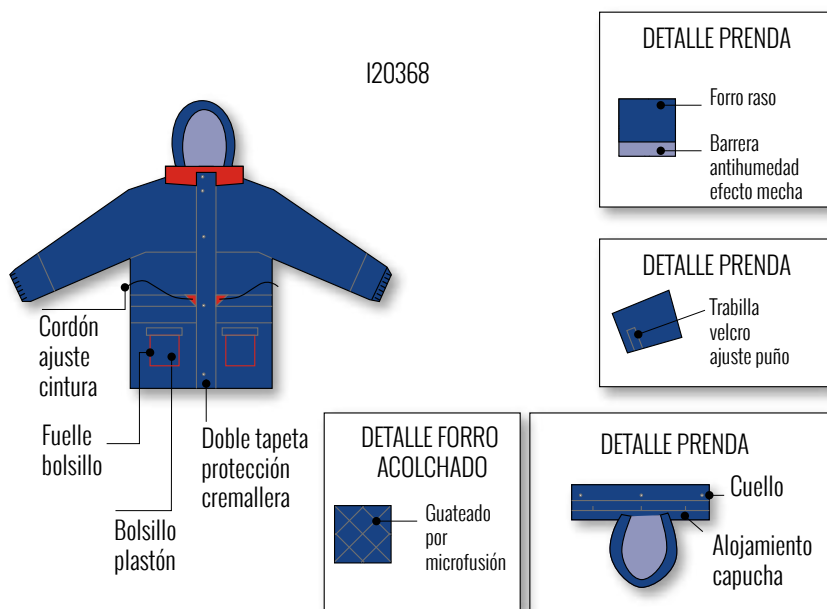 I20368
Cordón
ajuste
cintura
Fuelle
bolsillo
Bolsillo
plastón
Doble tapeta
protección
cremallera
DETALLE PRENDA
Forro raso
Barrera
antihumedad
efecto mecha
DETALLE PRENDA
Trabilla
velcro
ajuste puño
DETALLE FORRO
ACOLCHADO
Guateado
por
microfusión
DETALLE PRENDA
Cuello
Alojamiento
capucha